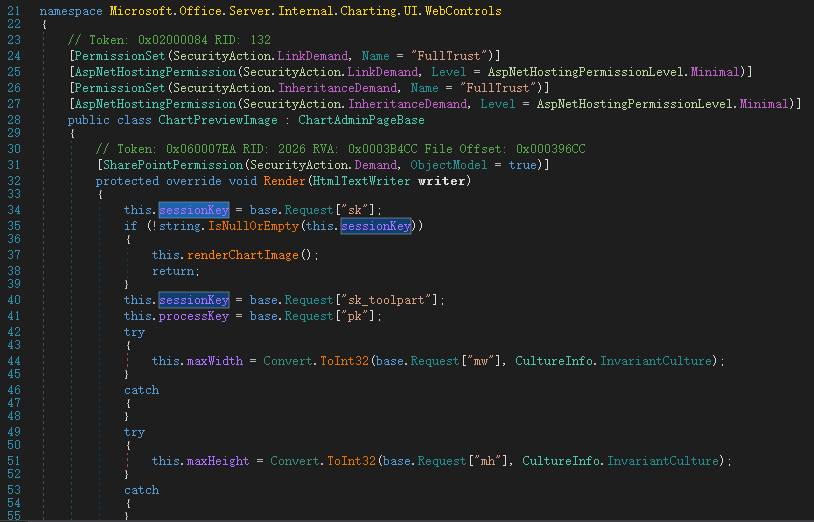 21 namespace Microsoft.Office.Server.Internal.Charting.UI.WebControls
22 {
23 // Token: 0x02000084 RID: 132
24 [PermissionSet(SecurityAction.LinkDemand, Name = "FullTrust")]
25 [AspNetHostingPermission(SecurityAction.LinkDemand, Level = AspNetHostingPermissionLevel.Minimal)]
26 [PermissionSet(SecurityAction.InheritanceDemand, Name = "FullTrust")]
27 [AspNetHostingPermission(SecurityAction.InheritanceDemand, Level = AspNetHostingPermissionLevel.Minimal)]
28 public class ChartPreviewImage : ChartAdminPageBase
29 {
30 // Token: 0x060007EA RID: 2026 RVA: 0x0003B4CC File Offset: 0x000396CC
31 [SharePointPermission(SecurityAction.Demand, ObjectModel = true)]
32 protected override void Render(HtmlTextWriter writer)
33 {
34 this.sessionKey = base.Request["sk"];
35 if (!string.IsNullOrEmpty(this.sessionKey))
36 {
37 this.renderChartImage();
38 return;
39 }
40 this.sessionKey = base.Request["sk_toolpart"];
41 this.processKey = base.Request["pk"];
42 try
43 {
44 this.maxWidth = Convert.ToInt32(base.Request["mw"], CultureInfo.InvariantCulture);
45 }
46 catch
47 {
48 }
49 try
50 {
51 this.maxHeight = Convert.ToInt32(base.Request["mh"], CultureInfo.InvariantCulture);
52 }
53 catch
54 {
55 }